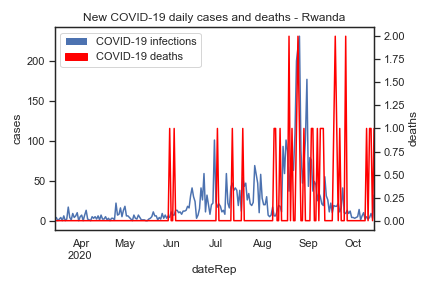 New COVID-19 daily cases and deaths - Rwanda
COVID-19 infections
COVID-19 deaths
200
150
100
50
0
cases
2.00
1.75
1.50
1.25
1.00
0.75
0.50
0.25
0.00
deaths
Apr May Jun Jul Aug Sep Oct
2020
dateRep